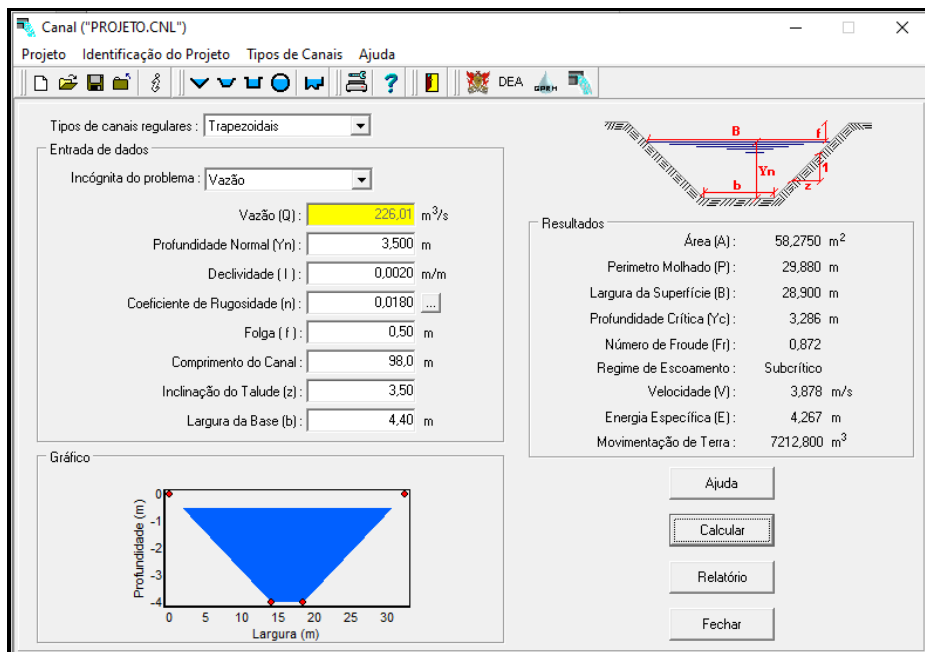 Canal ("PROJETO.CNL")
Projeto Identificação do Projeto Tipos de Canais Ajuda
DEA GPRH
Tipos de canais regulares : Trapezoidais
Entrada de dados
Incógnita do problema : Vazão
Vazão (Q) : 226,01 m³/s
Profundidade Normal (Yn) : 3,500 m
Declividade ( I ) : 0,0020 m/m
Coeficiente de Rugosidade (n) : 0,0180 ...
Folga ( f ) : 0,50 m
Comprimento do Canal : 98,0 m
Inclinação do Talude (z) : 3,50
Largura da Base (b) : 4,40 m
B f
Yn 1
b z
Resultados
Área (A) : 58,2750 m²
Perimetro Molhado (P) : 29,880 m
Largura da Superfície (B) : 28,900 m
Profundidade Crítica (Yc) : 3,286 m
Número de Froude (Fr) : 0,872
Regime de Escoamento : Subcrítico
Velocidade (V) : 3,878 m/s
Energia Específica (E) : 4,267 m
Movimentação de Terra : 7212,800 m³
Gráfico
Profundidade (m)
0
-1
-2
-3
-4
0 5 10 15 20 25 30
Largura (m)
Ajuda
Calcular
Relatório
Fechar